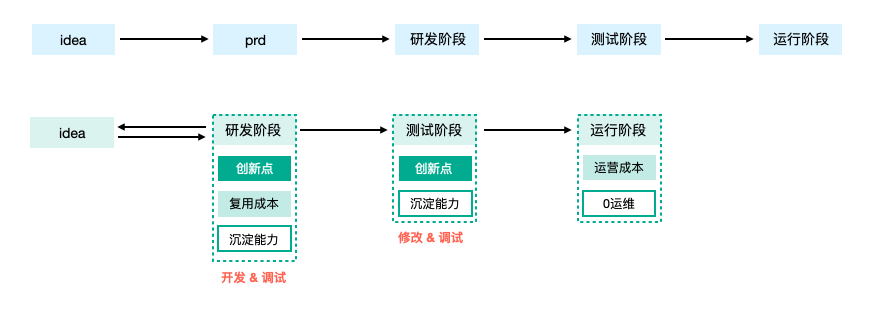 idea
prd
研发阶段
测试阶段
运行阶段
idea
研发阶段
创新点
复用成本
沉淀能力
开发 & 调试
测试阶段
创新点
沉淀能力
修改 & 调试
运行阶段
运营成本
0运维